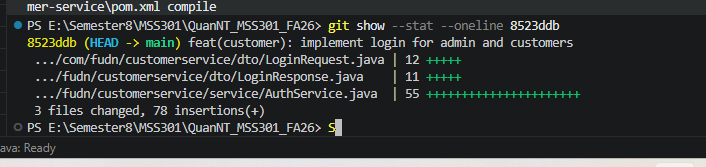 mer-service\pom.xml compile
PS E:\Semester8\MSS301\QuanNT_MSS301_FA26> git show --stat --oneline 8523ddb
8523ddb (HEAD -> main) feat(customer): implement login for admin and customers
.../com/fudn/customerservice/dto/LoginRequest.java | 12 +++++
.../fudn/customerservice/dto/LoginResponse.java | 11 +++++
.../fudn/customerservice/service/AuthService.java | 55 +++++++++++++++++++++++
3 files changed, 78 insertions(+)
PS E:\Semester8\MSS301\QuanNT_MSS301_FA26> S
ava: Ready